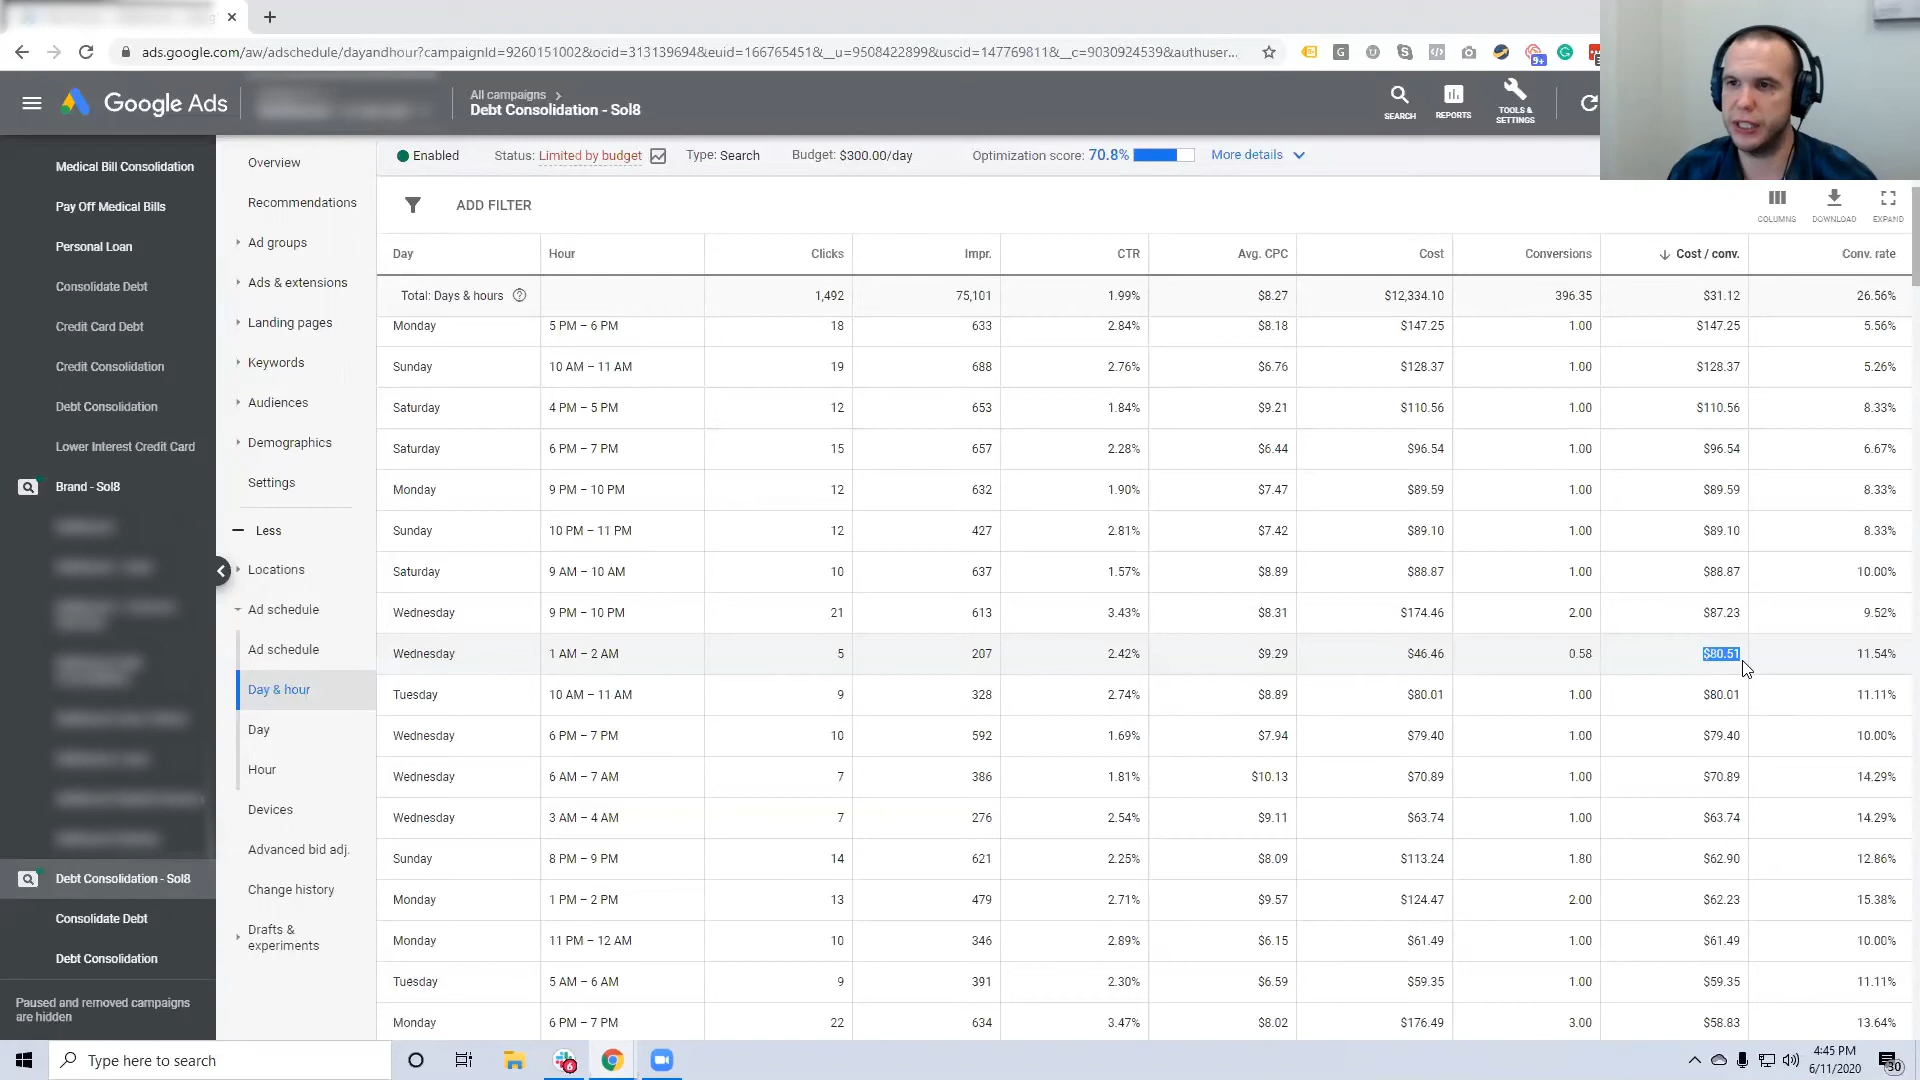 ads.google.com/aw/adschedule/dayandhour?campaignId=9260151002&ocid=313139694&euid=166765451&__u=9508422899&uscid=147769811&__c=9030924539&authuser...
9+
Google Ads
All campaigns
Debt Consolidation - Sol8
SEARCH
REPORTS
TOOLS & SETTINGS
Medical Bill Consolidation
Pay Off Medical Bills
Personal Loan
Consolidate Debt
Credit Card Debt
Credit Consolidation
Debt Consolidation
Lower Interest Credit Card
Brand - Sol8
Debt Consolidation - Sol8
Consolidate Debt
Debt Consolidation
Paused and removed campaigns
are hidden
Overview
Recommendations
Ad groups
Ads & extensions
Landing pages
Keywords
Audiences
Demographics
Settings
Less
Locations
Ad schedule
Ad schedule
Day & hour
Day
Hour
Devices
Advanced bid adj.
Change history
Drafts &
experiments
Enabled Status: Limited by budget Type: Search Budget: $300.00/day Optimization score: 70.8% More details
ADD FILTER
COLUMNS DOWNLOAD EXPAND
Day Hour Clicks Impr. CTR Avg. CPC Cost Conversions Cost / conv. Conv. rate
Total: Days & hours 1,492 75,101 1.99% $8.27 $12,334.10 396.35 $31.12 26.56%
Monday 5 PM – 6 PM 18 633 2.84% $8.18 $147.25 1.00 $147.25 5.56%
Sunday 10 AM – 11 AM 19 688 2.76% $6.76 $128.37 1.00 $128.37 5.26%
Saturday 4 PM – 5 PM 12 653 1.84% $9.21 $110.56 1.00 $110.56 8.33%
Saturday 6 PM – 7 PM 15 657 2.28% $6.44 $96.54 1.00 $96.54 6.67%
Monday 9 PM – 10 PM 12 632 1.90% $7.47 $89.59 1.00 $89.59 8.33%
Sunday 10 PM – 11 PM 12 427 2.81% $7.42 $89.10 1.00 $89.10 8.33%
Saturday 9 AM – 10 AM 10 637 1.57% $8.89 $88.87 1.00 $88.87 10.00%
Wednesday 9 PM – 10 PM 21 613 3.43% $8.31 $174.46 2.00 $87.23 9.52%
Wednesday 1 AM – 2 AM 5 207 2.42% $9.29 $46.46 0.58 $80.51 11.54%
Tuesday 10 AM – 11 AM 9 328 2.74% $8.89 $80.01 1.00 $80.01 11.11%
Wednesday 6 PM – 7 PM 10 592 1.69% $7.94 $79.40 1.00 $79.40 10.00%
Wednesday 6 AM – 7 AM 7 386 1.81% $10.13 $70.89 1.00 $70.89 14.29%
Wednesday 3 AM – 4 AM 7 276 2.54% $9.11 $63.74 1.00 $63.74 14.29%
Sunday 8 PM – 9 PM 14 621 2.25% $8.09 $113.24 1.80 $62.90 12.86%
Monday 1 PM – 2 PM 13 479 2.71% $9.57 $124.47 2.00 $62.23 15.38%
Monday 11 PM – 12 AM 10 346 2.89% $6.15 $61.49 1.00 $61.49 10.00%
Tuesday 5 AM – 6 AM 9 391 2.30% $6.59 $59.35 1.00 $59.35 11.11%
Monday 6 PM – 7 PM 22 634 3.47% $8.02 $176.49 3.00 $58.83 13.64%
Type here to search
6
4:45 PM
6/11/2020
30